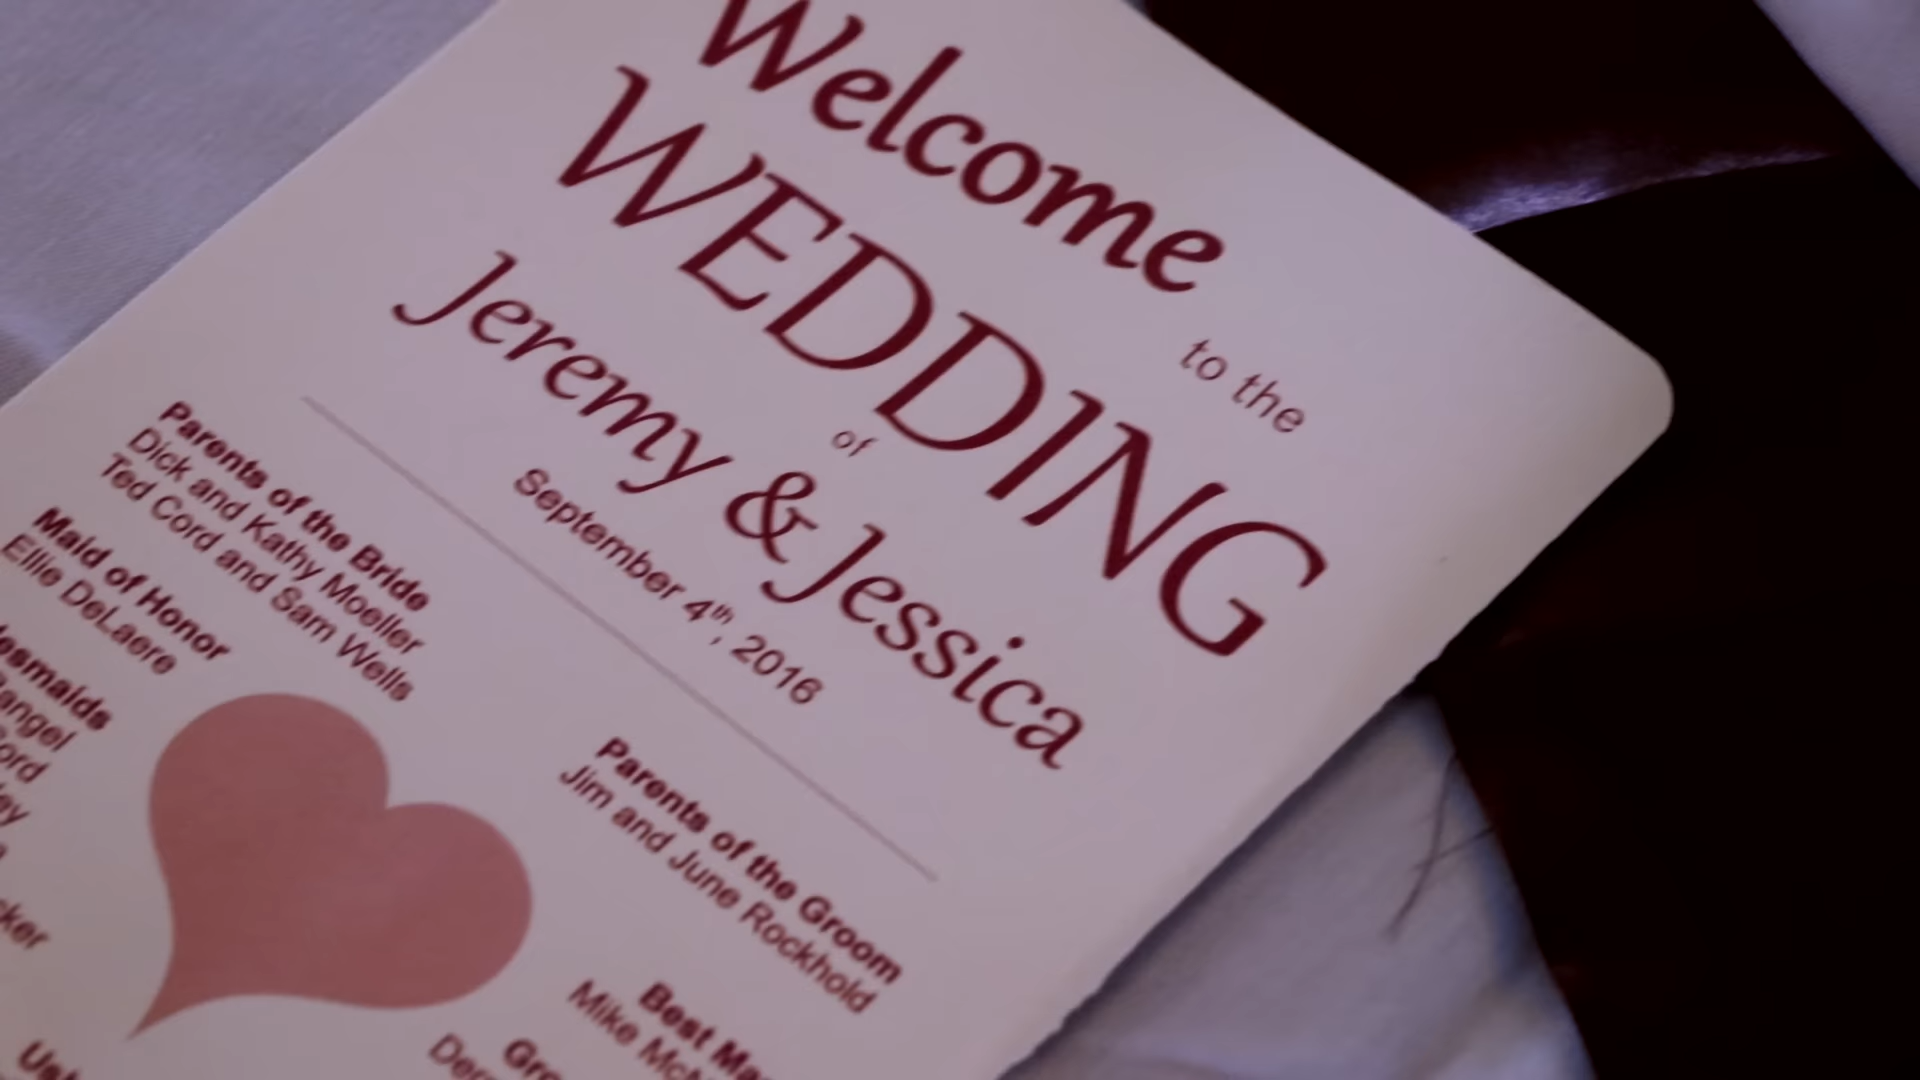 Welcome
to the
WEDDING
of
Jeremy & Jessica
September 4th, 2016
Parents of the Bride
Dick and Kathy Moeller
Ted Cord and Sam Wells
Maid of Honor
Ellie DeLaere
Parents of the Groom
Jim and June Rockhold
Best
Mike